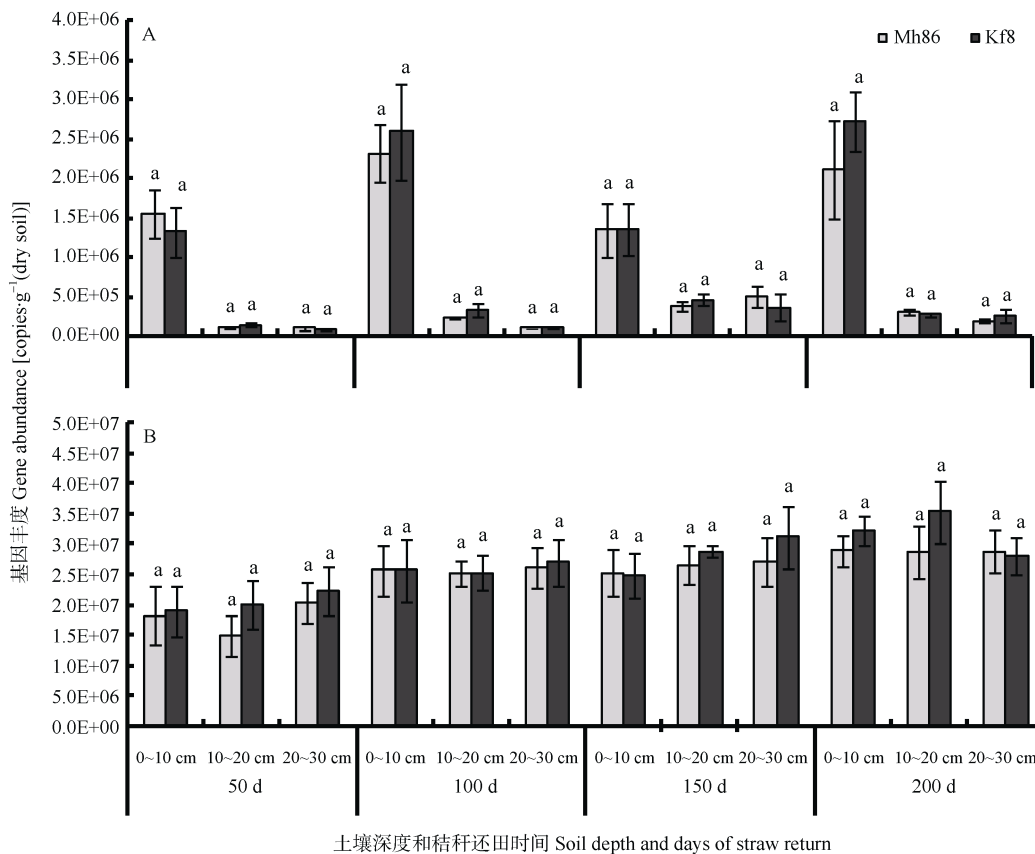 基因丰度 Gene abundance [copies·g⁻¹(dry soil)]
A
Mh86
Kf8
4.0E+06
3.5E+06
3.0E+06
2.5E+06
2.0E+06
1.5E+06
1.0E+06
5.0E+05
0.0E+00
a a a a a a
a a a a a a
a a a a a a
a a a a a a
B
5.0E+07
4.5E+07
4.0E+07
3.5E+07
3.0E+07
2.5E+07
2.0E+07
1.5E+07
1.0E+07
5.0E+06
0.0E+00
a a a a a a
a a a a a a
a a a a a a
a a a a a a
0~10 cm 10~20 cm 20~30 cm 0~10 cm 10~20 cm 20~30 cm 0~10 cm 10~20 cm 20~30 cm 0~10 cm 10~20 cm 20~30 cm
50 d 100 d 150 d 200 d
土壤深度和秸秆还田时间 Soil depth and days of straw return